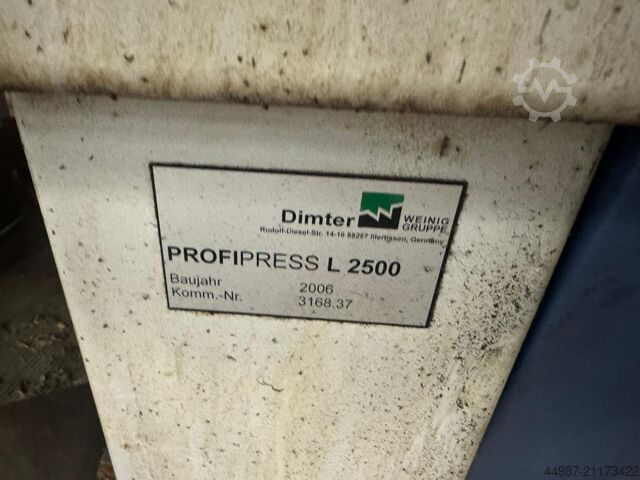 Dimter WEINIG GRUPPE
Rudolf-Diesel-Str. 14-16 89257 Illertissen, Germany
PROFIPRESS L 2500
Baujahr 2006
Komm.-Nr. 3168.37
44987-21173422